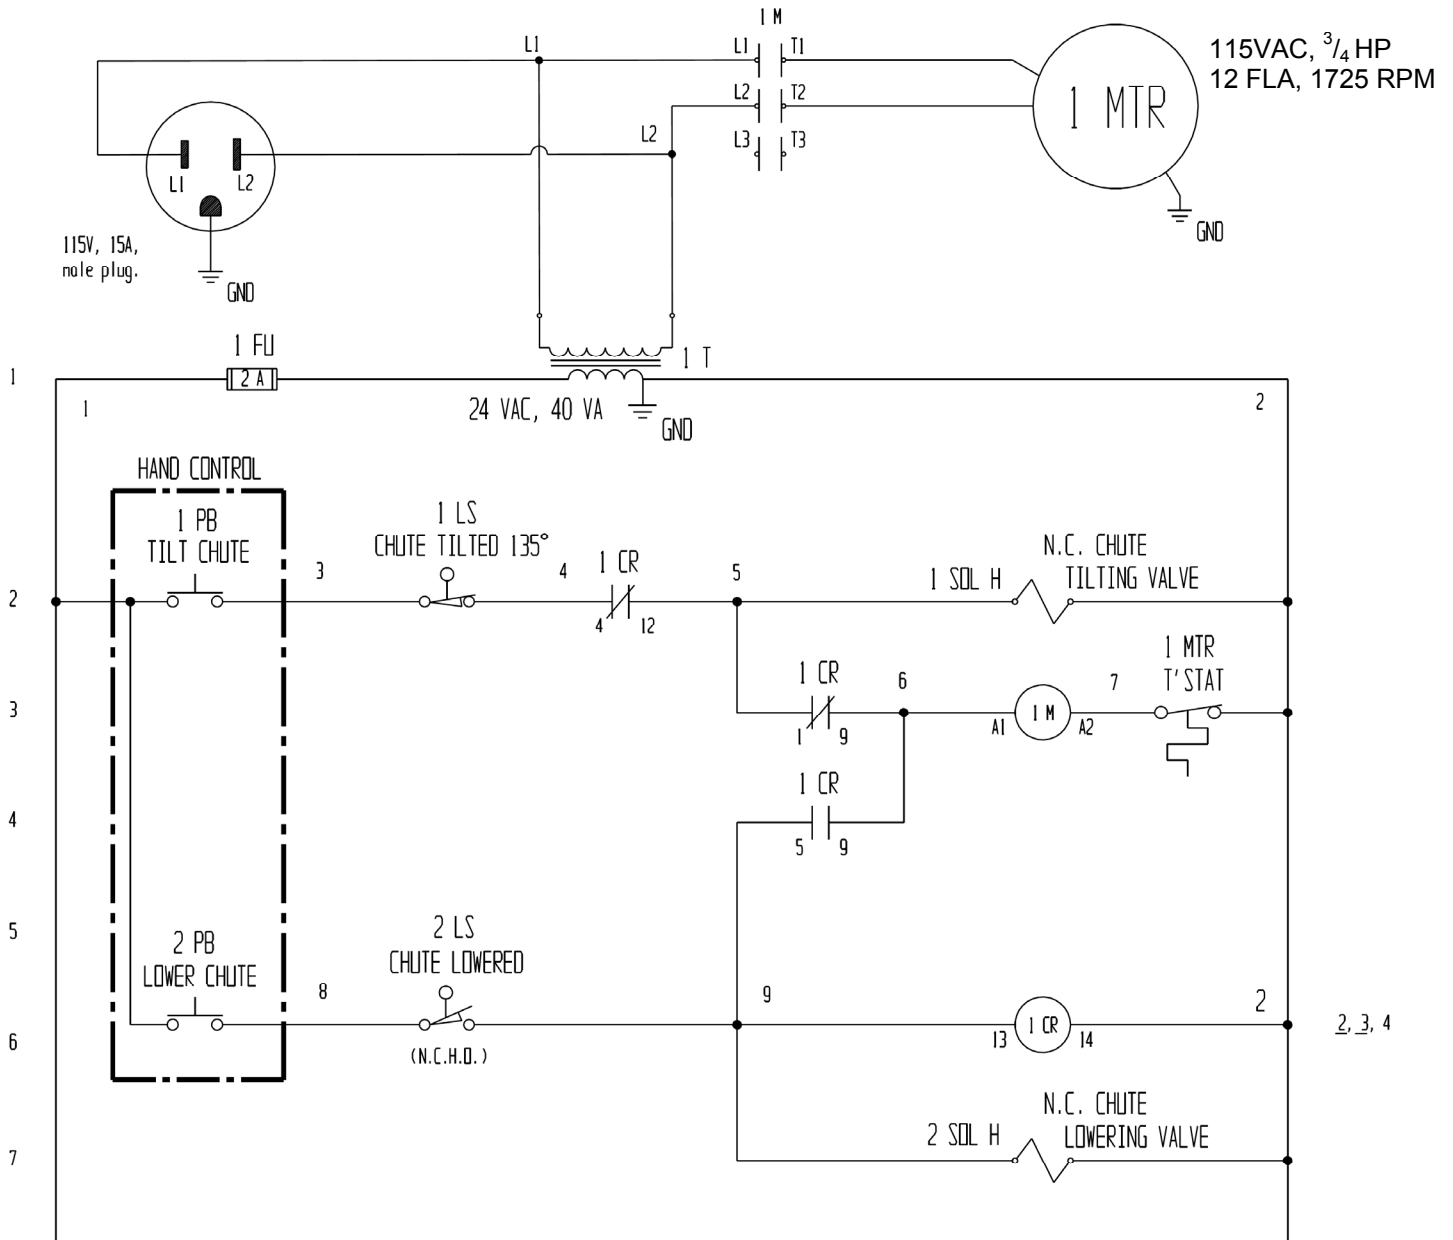 1 M
L1
L1
T1
115VAC, 3/4 HP
12 FLA, 1725 RPM
L2
T2
1 MTR
L2
L3
T3
L1
L2
GND
115V, 15A,
male plug.
GND
1 FU
1 T
1
2 A
1
24 VAC, 40 VA
2
GND
HAND CONTROL
1 PB
TILT CHUTE
1 LS
CHUTE TILTED 135°
N.C. CHUTE
TILTING VALVE
3
4
1 CR
5
1 SOL H
2
4
12
1 MTR
T'STAT
1 CR
6
7
3
1 M
A1
A2
1
9
1 CR
4
5
9
5
2 PB
LOWER CHUTE
2 LS
CHUTE LOWERED
8
9
2
1 CR
2, 3, 4
6
13
14
(N.C.H.O.)
N.C. CHUTE
LOWERING VALVE
2 SOL H
7